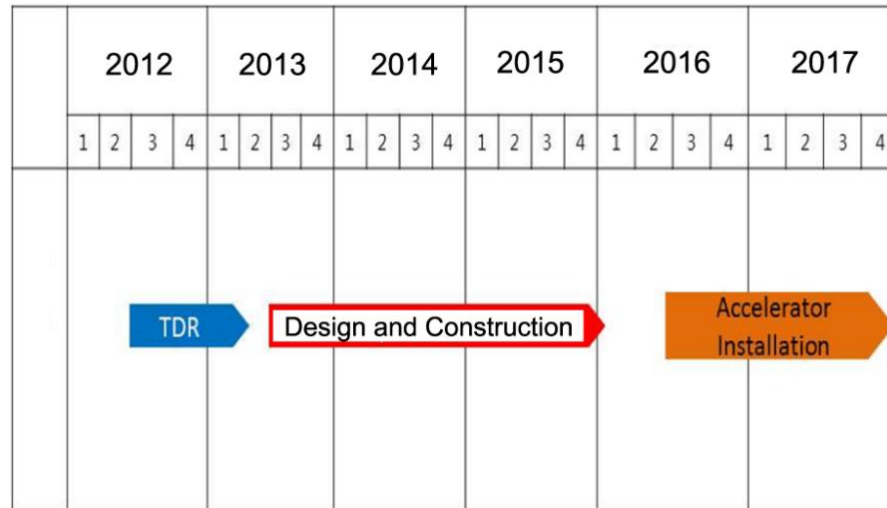 2012 2013 2014 2015 2016 2017
1 2 3 4 1 2 3 4 1 2 3 4 1 2 3 4 1 2 3 4 1 2 3 4
TDR
Design and Construction
Accelerator
Installation